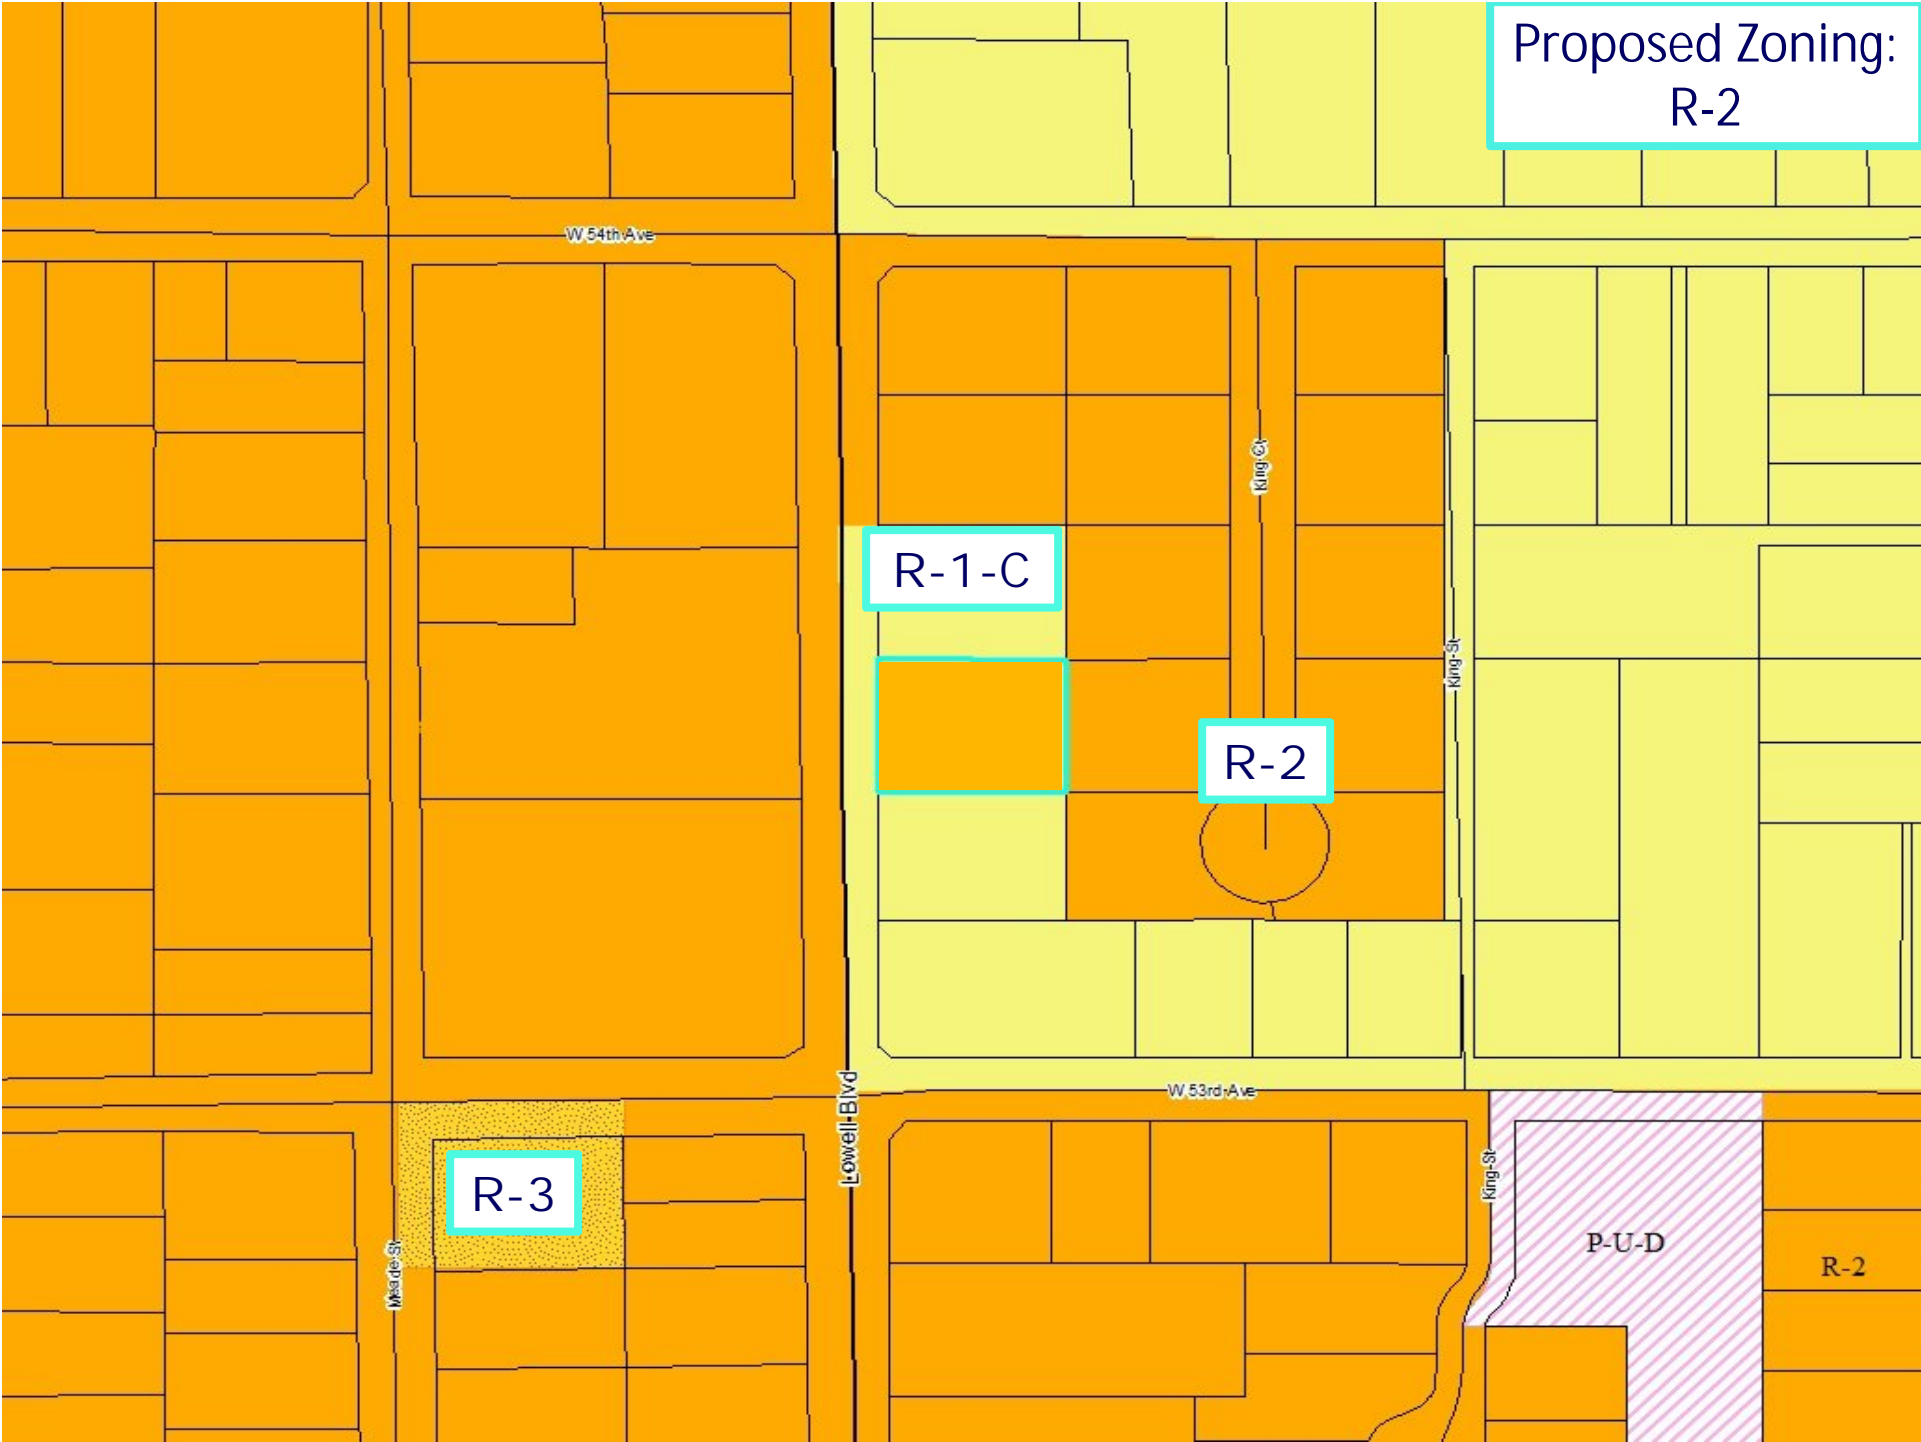 Proposed Zoning:
R-2
W 54th Ave
King Ct
R-1-C
King St
R-2
Lowell Blvd
W 53rd Ave
R-3
King St
Meade St
P-U-D
R-2